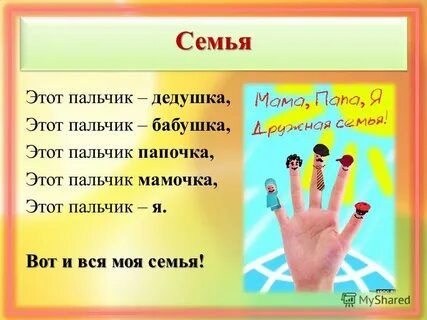 Семья
Этот пальчик – дедушка,
Этот пальчик – бабушка,
Этот пальчик папочка,
Этот пальчик мамочка,
Этот пальчик – я.
Вот и вся моя семья!
Мама, Папа, Я
Дружная семья!
MyShared